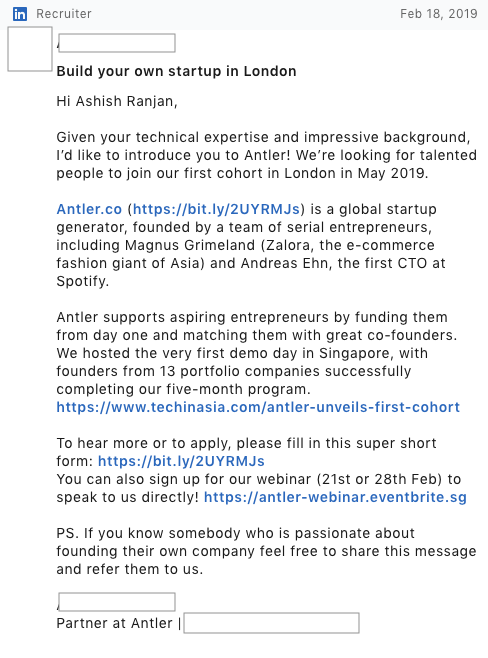 in Recruiter Feb 18, 2019
Build your own startup in London
Hi Ashish Ranjan,
Given your technical expertise and impressive background,
I'd like to introduce you to Antler! We're looking for talented
people to join our first cohort in London in May 2019.
Antler.co (https://bit.ly/2UYRMJs) is a global startup
generator, founded by a team of serial entrepreneurs,
including Magnus Grimeland (Zalora, the e-commerce
fashion giant of Asia) and Andreas Ehn, the first CTO at
Spotify.
Antler supports aspiring entrepreneurs by funding them
from day one and matching them with great co-founders.
We hosted the very first demo day in Singapore, with
founders from 13 portfolio companies successfully
completing our five-month program.
https://www.techinasia.com/antler-unveils-first-cohort
To hear more or to apply, please fill in this super short
form: https://bit.ly/2UYRMJs
You can also sign up for our webinar (21st or 28th Feb) to
speak to us directly! https://antler-webinar.eventbrite.sg
PS. If you know somebody who is passionate about
founding their own company feel free to share this message
and refer them to us.
Partner at Antler |